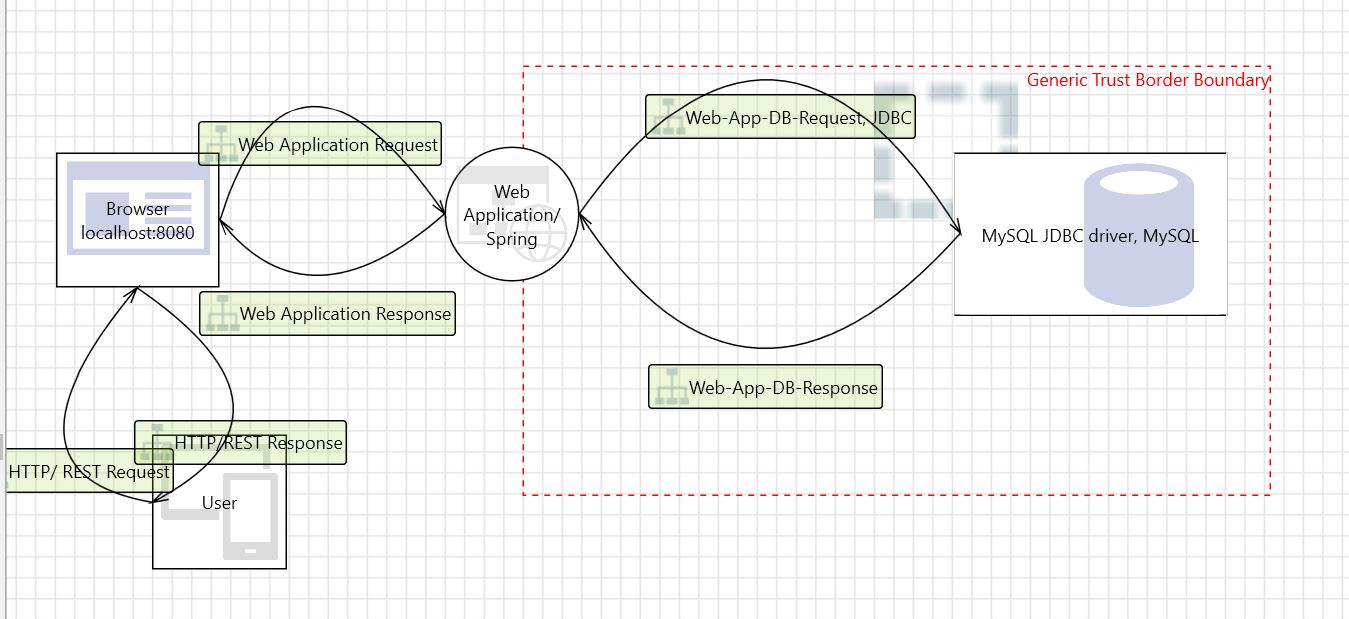 Generic Trust Border Boundary
Web-App-DB-Request, JDBC
Web Application Request
Web
Application/
Spring
Browser
localhost:8080
MySQL JDBC driver, MySQL
Web Application Response
Web-App-DB-Response
HTTP/REST Response
HTTP/ REST Request
User